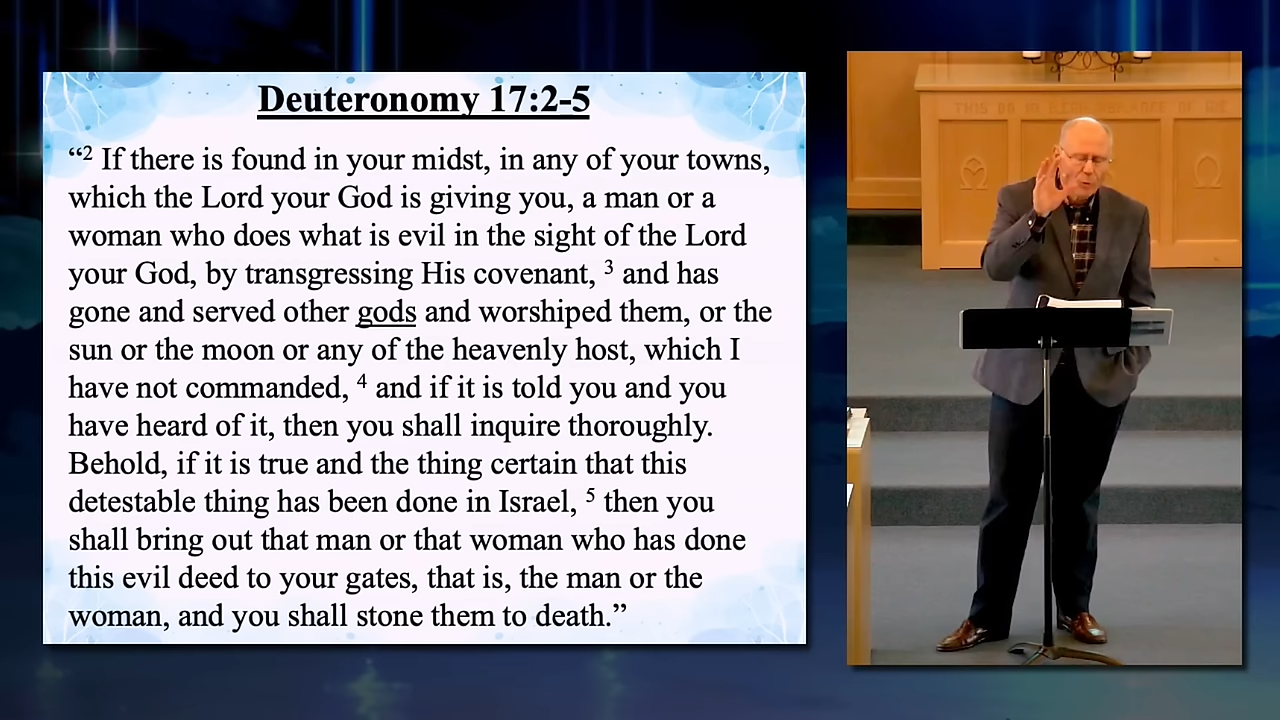 Deuteronomy 17:2-5
“² If there is found in your midst, in any of your towns,
which the Lord your God is giving you, a man or a
woman who does what is evil in the sight of the Lord
your God, by transgressing His covenant, ³ and has
gone and served other gods and worshiped them, or the
sun or the moon or any of the heavenly host, which I
have not commanded, ⁴ and if it is told you and you
have heard of it, then you shall inquire thoroughly.
Behold, if it is true and the thing certain that this
detestable thing has been done in Israel, ⁵ then you
shall bring out that man or that woman who has done
this evil deed to your gates, that is, the man or the
woman, and you shall stone them to death.”
THIS DO IN REMEMBRANCE OF ME